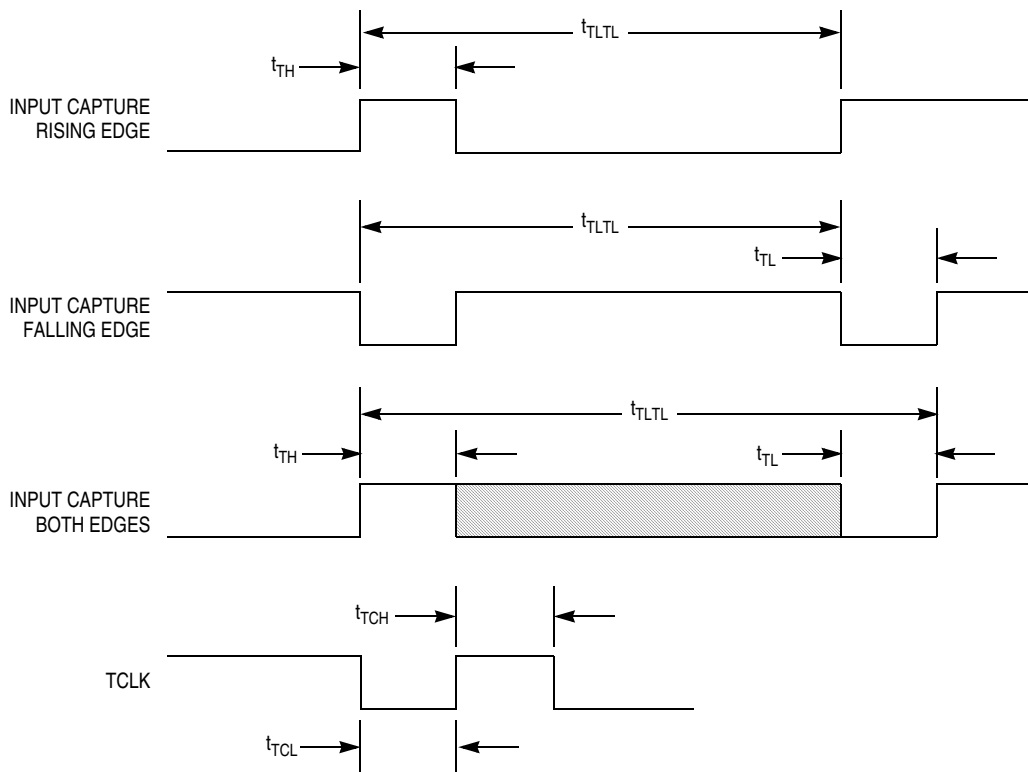 tTLTL
tTH
INPUT CAPTURE
RISING EDGE
tTLTL
tTL
INPUT CAPTURE
FALLING EDGE
tTLTL
tTH
tTL
INPUT CAPTURE
BOTH EDGES
tTCH
TCLK
tTCL